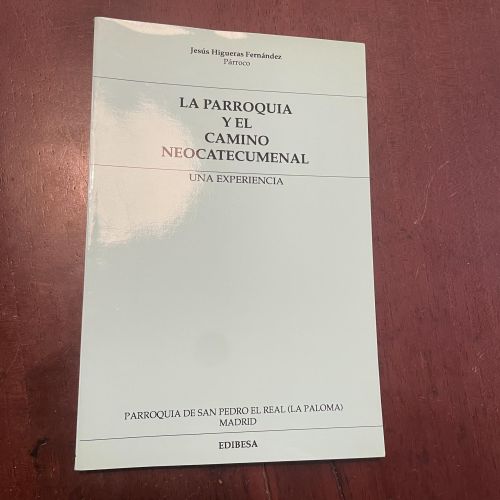 Jesús Higueras Fernández
Párroco
LA PARROQUIA
Y EL
CAMINO
NEOCATECUMENAL
UNA EXPERIENCIA
PARROQUIA DE SAN PEDRO EL REAL (LA PALOMA)
MADRID
EDIBESA